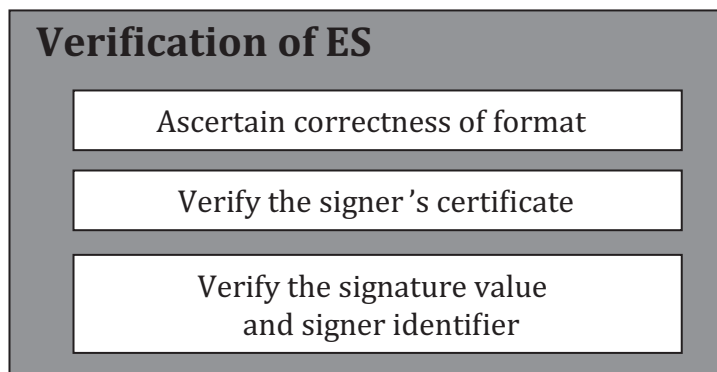 Verification of ES
Ascertain correctness of format
Verify the signer's certificate
Verify the signature value
and signer identifier